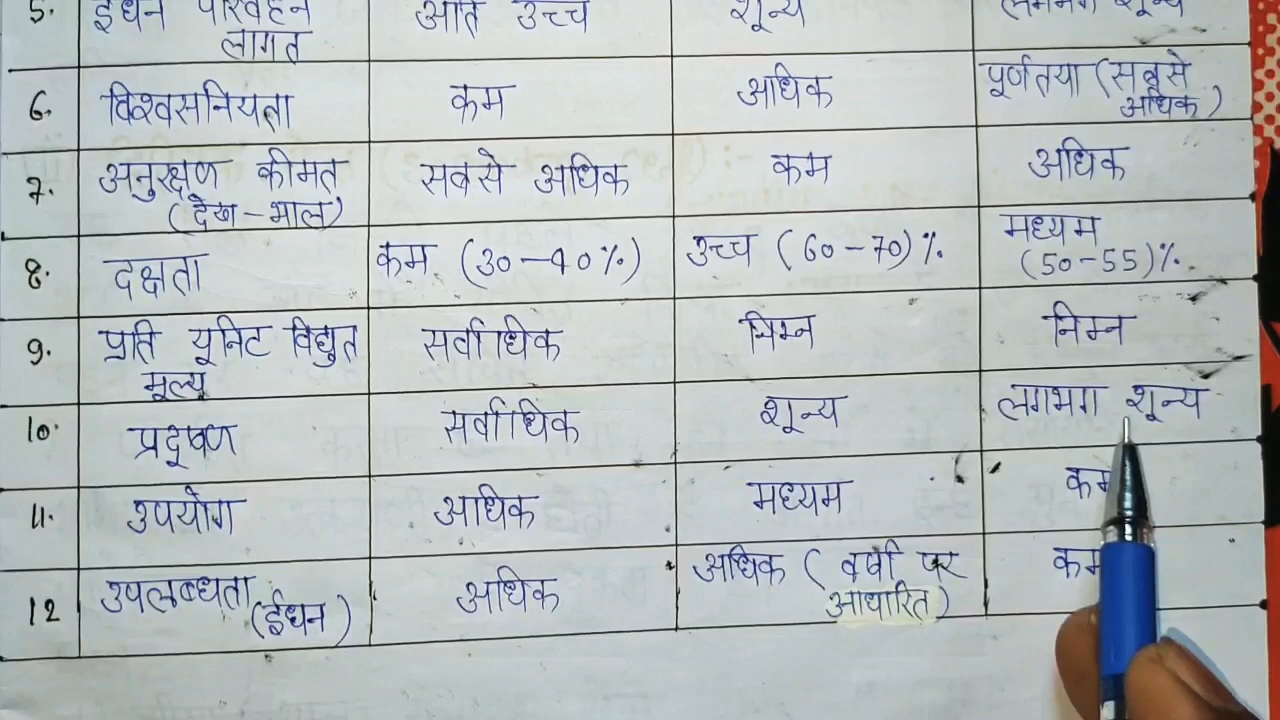 5. ईंधन परिवहन अति उच्च शून्य लगभग शून्य
लागत
6. विश्वसनियता कम अधिक पूर्णतया (सबसे
अधिक)
7. अनुरक्षण कीमत सबसे अधिक कम अधिक
(देख-भाल)
8. दक्षता कम (30-40%) उच्च (60-70)% मध्यम
(50-55)%
9. प्रति यूनिट विद्युत सर्वाधिक निम्न निम्न
मूल्य
10. प्रदूषण सर्वाधिक शून्य लगभग शून्य
11. उपयोग अधिक मध्यम कम
12 उपलब्धता अधिक अधिक (वर्षा पर कम
(ईंधन) आधारित)